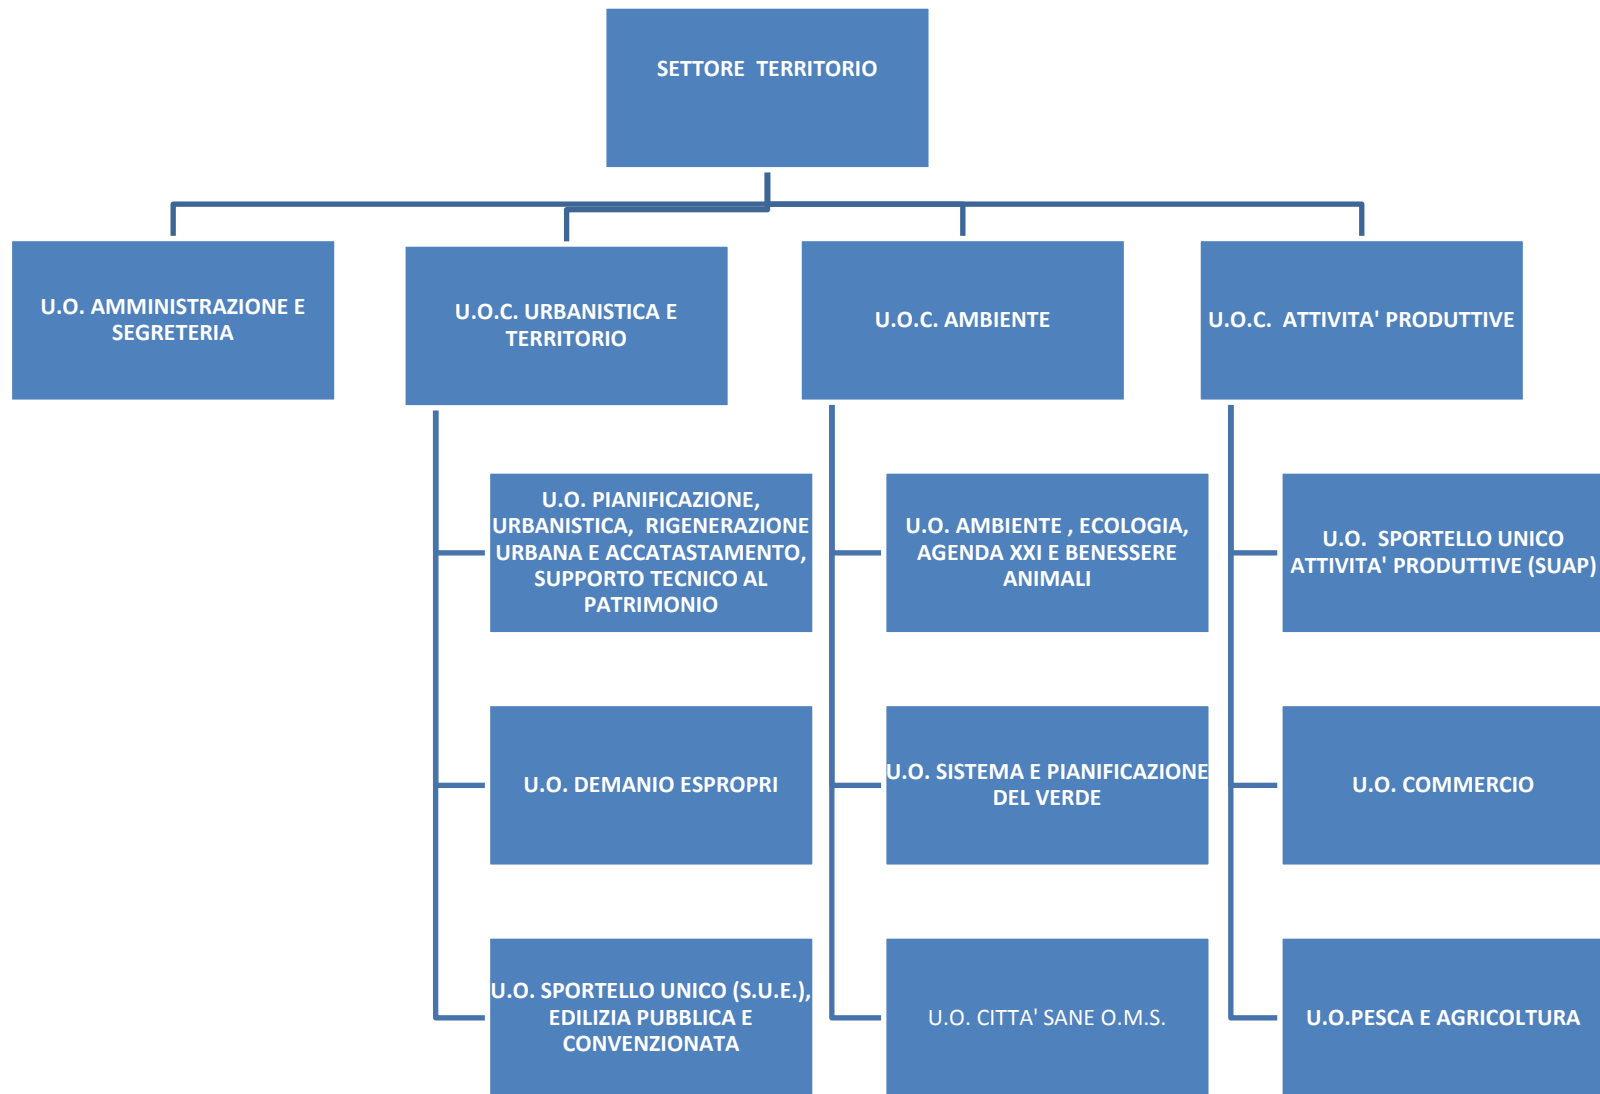 SETTORE TERRITORIO
U.O. AMMINISTRAZIONE E
SEGRETERIA
U.O.C. URBANISTICA E
TERRITORIO
U.O.C. AMBIENTE
U.O.C. ATTIVITA' PRODUTTIVE
U.O. PIANIFICAZIONE,
URBANISTICA, RIGENERAZIONE
URBANA E ACCATASTAMENTO,
SUPPORTO TECNICO AL
PATRIMONIO
U.O. AMBIENTE , ECOLOGIA,
AGENDA XXI E BENESSERE
ANIMALI
U.O. SPORTELLO UNICO
ATTIVITA' PRODUTTIVE (SUAP)
U.O. DEMANIO ESPROPRI
U.O. SISTEMA E PIANIFICAZIONE
DEL VERDE
U.O. COMMERCIO
U.O. SPORTELLO UNICO (S.U.E.),
EDILIZIA PUBBLICA E
CONVENZIONATA
U.O. CITTA' SANE O.M.S.
U.O.PESCA E AGRICOLTURA